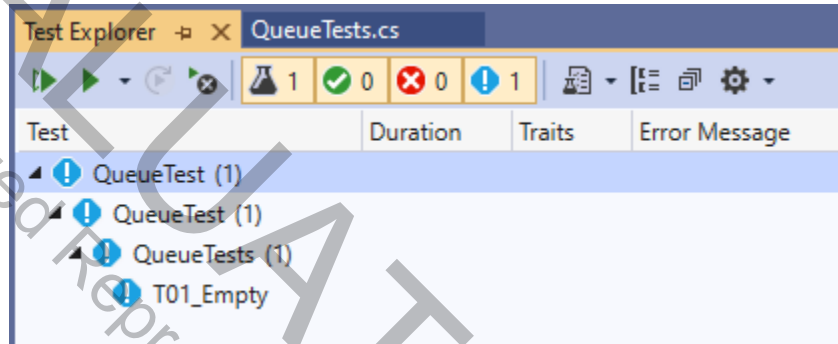 Test Explorer QueueTests.cs
1 0 0 1
Test Duration Traits Error Message
QueueTest (1)
QueueTest (1)
QueueTests (1)
T01_Empty